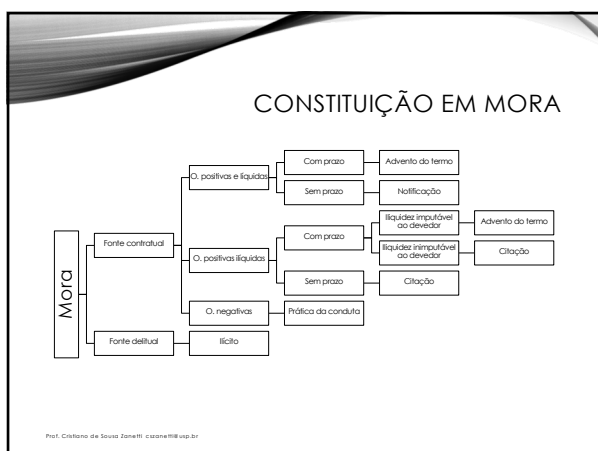 CONSTITUIÇÃO EM MORA
Mora
Fonte contratual
O. positivas e líquidas
Com prazo
Advento do termo
Sem prazo
Notificação
O. positivas ilíquidas
Com prazo
Iliquidez imputável
ao devedor
Advento do termo
Iliquidez inimputável
ao devedor
Citação
Sem prazo
Citação
O. negativas
Prática da conduta
Fonte delitual
Ilícito
Prof. Cristiano de Sousa Zanetti cszanetti@usp.br